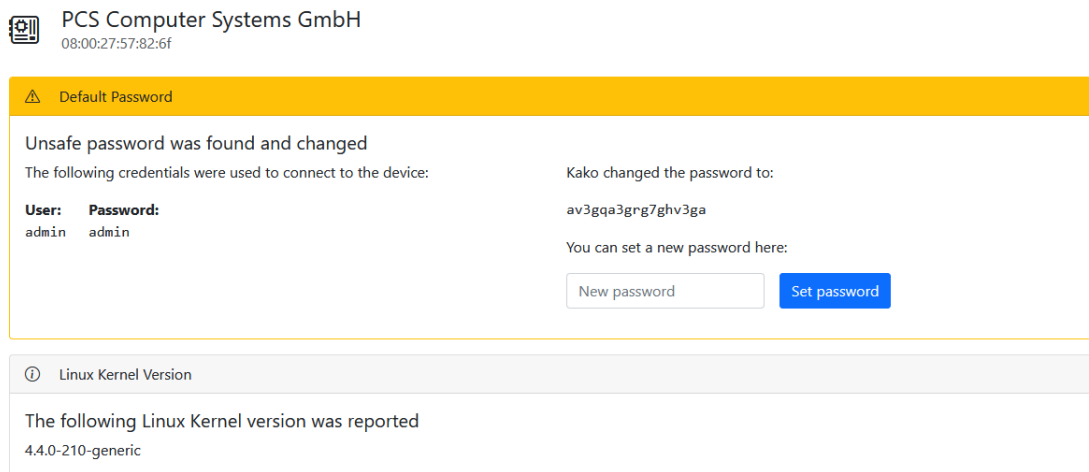 PCS Computer Systems GmbH
08:00:27:57:82:6f
Default Password
Unsafe password was found and changed
The following credentials were used to connect to the device:
User: Password:
admin admin
Kako changed the password to:
av3gqa3grg7ghv3ga
You can set a new password here:
New password
Set password
Linux Kernel Version
The following Linux Kernel version was reported
4.4.0-210-generic